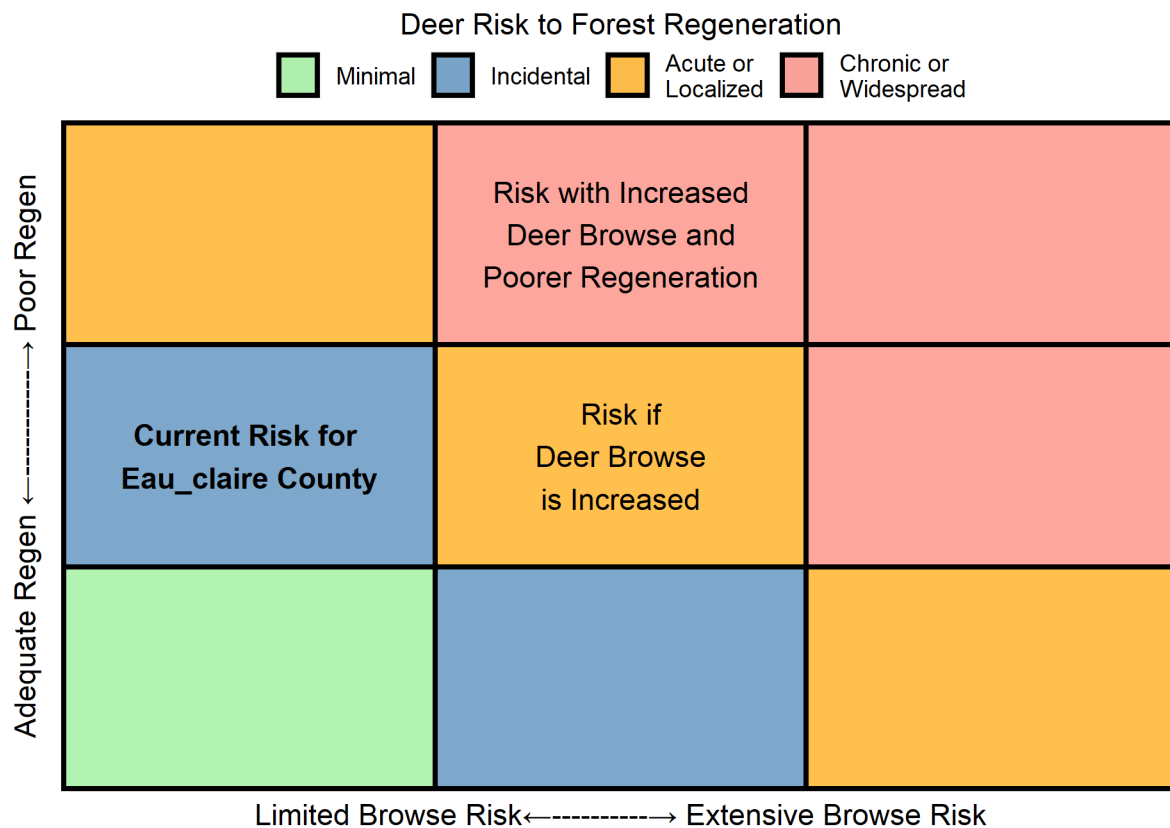 Deer Risk to Forest Regeneration
Minimal
Incidental
Acute or
Localized
Chronic or
Widespread
Adequate Regen ←-----------→ Poor Regen
Risk with Increased
Deer Browse and
Poorer Regeneration
Current Risk for
Eau_claire County
Risk if
Deer Browse
is Increased
Limited Browse Risk←-----------→ Extensive Browse Risk